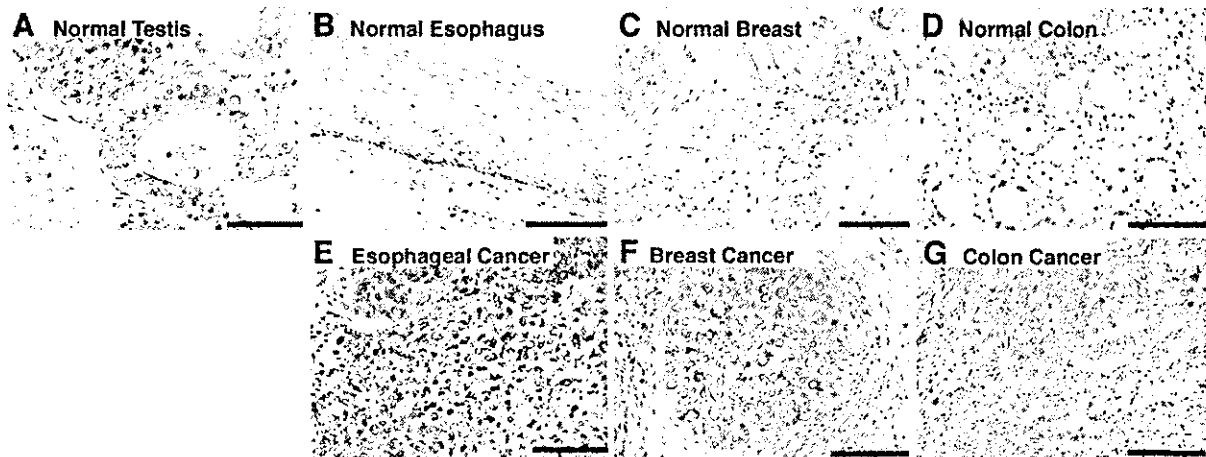 A Normal Testis
B Normal Esophagus
C Normal Breast
D Normal Colon
E Esophageal Cancer
F Breast Cancer
G Colon Cancer